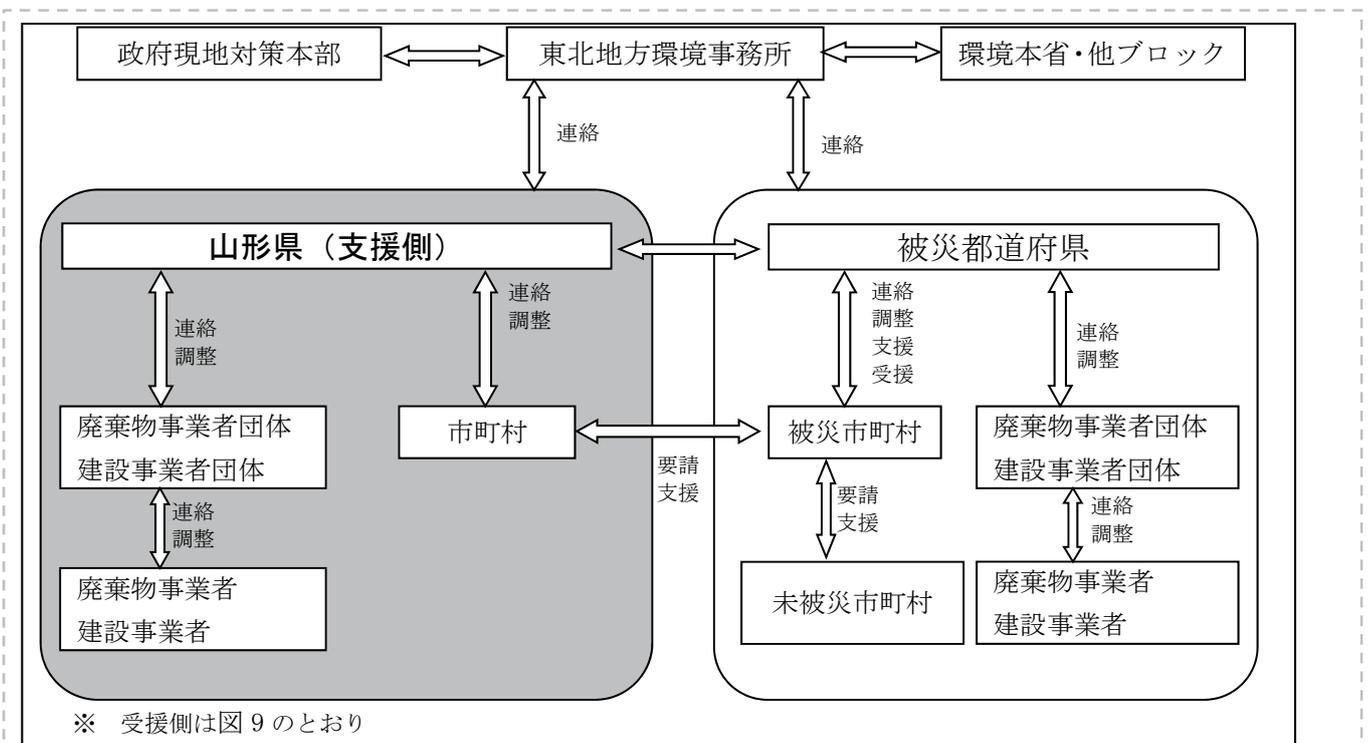 政府現地対策本部
東北地方環境事務所
環境本省・他ブロック
連絡
連絡
山形県（支援側）
被災都道府県
連絡
調整
連絡
調整
連絡
調整
支援
受援
連絡
調整
廃棄物事業者団体
建設事業者団体
市町村
被災市町村
廃棄物事業者団体
建設事業者団体
要請
支援
連絡
調整
要請
支援
連絡
調整
廃棄物事業者
建設事業者
未被災市町村
廃棄物事業者
建設事業者
※　受援側は図 9 のとおり